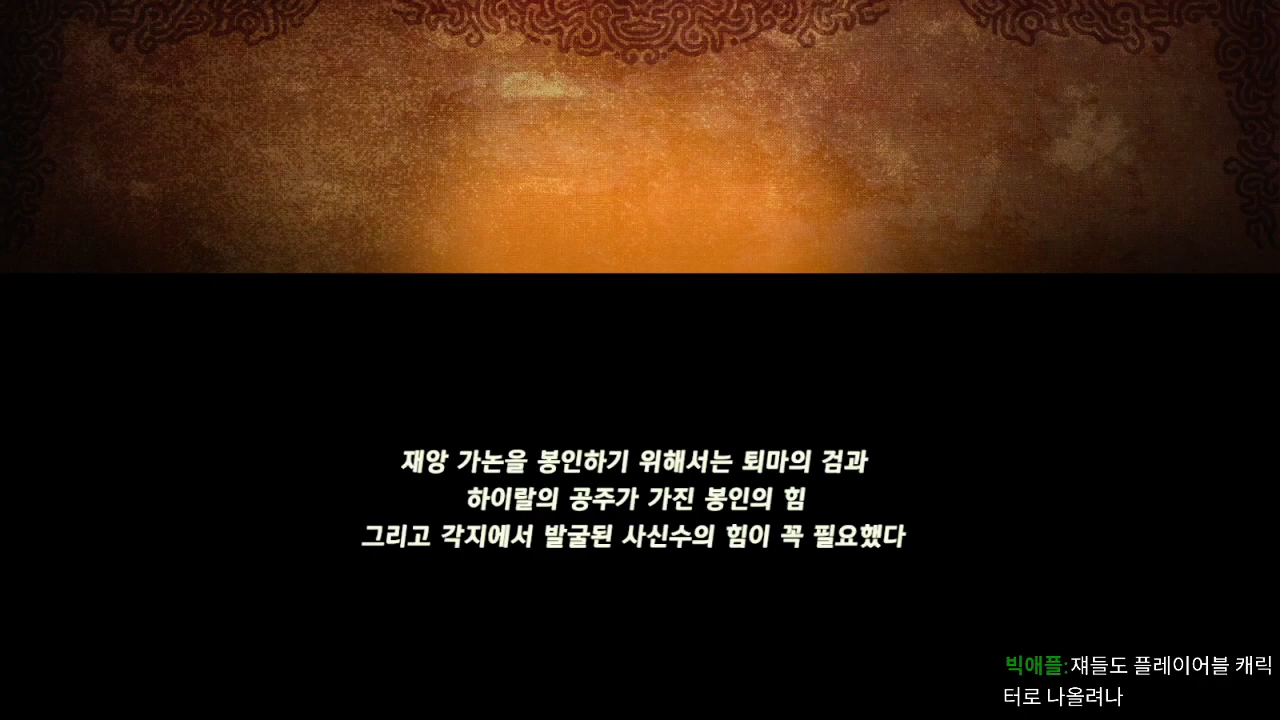 재앙 가논을 봉인하기 위해서는 퇴마의 검과
하이랄의 공주가 가진 봉인의 힘
그리고 각지에서 발굴된 사신수의 힘이 꼭 필요했다
빅애플:쟤들도 플레이어블 캐릭
터로 나올려나